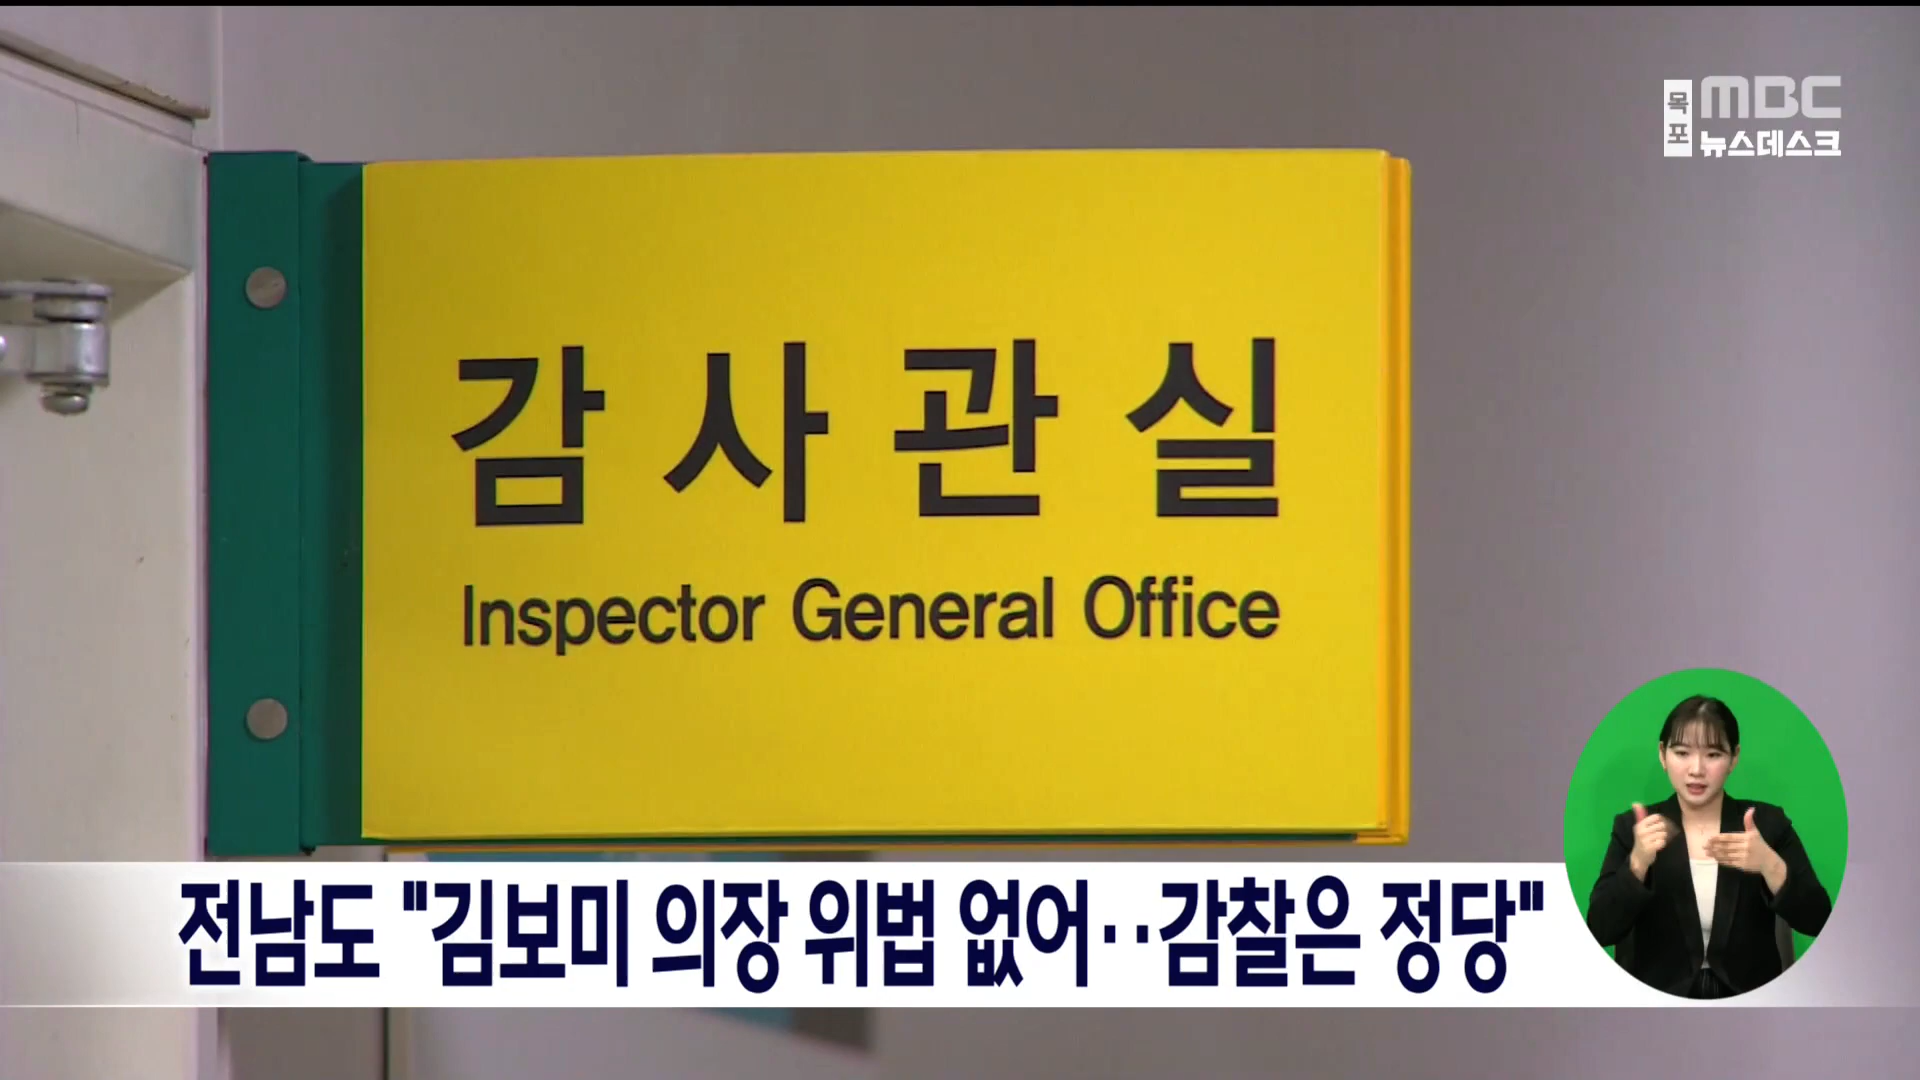 목포 MBC
뉴스데스크
감사관실
Inspector General Office
전남도 "김보미 의장 위법 없어··감찰은 정당"